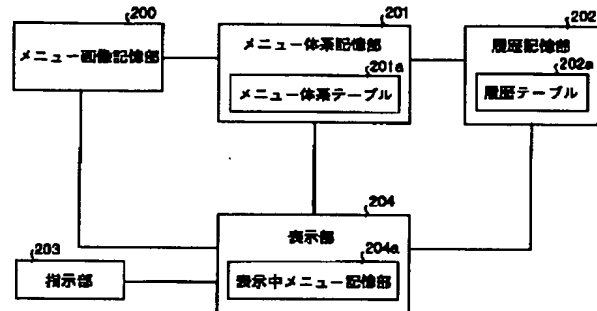 200
メニュー画像記憶部
201
メニュー体系記憶部
201a
メニュー体系テーブル
202
履歴記憶部
202a
履歴テーブル
203
指示部
204
表示部
204a
表示中メニュー記憶部